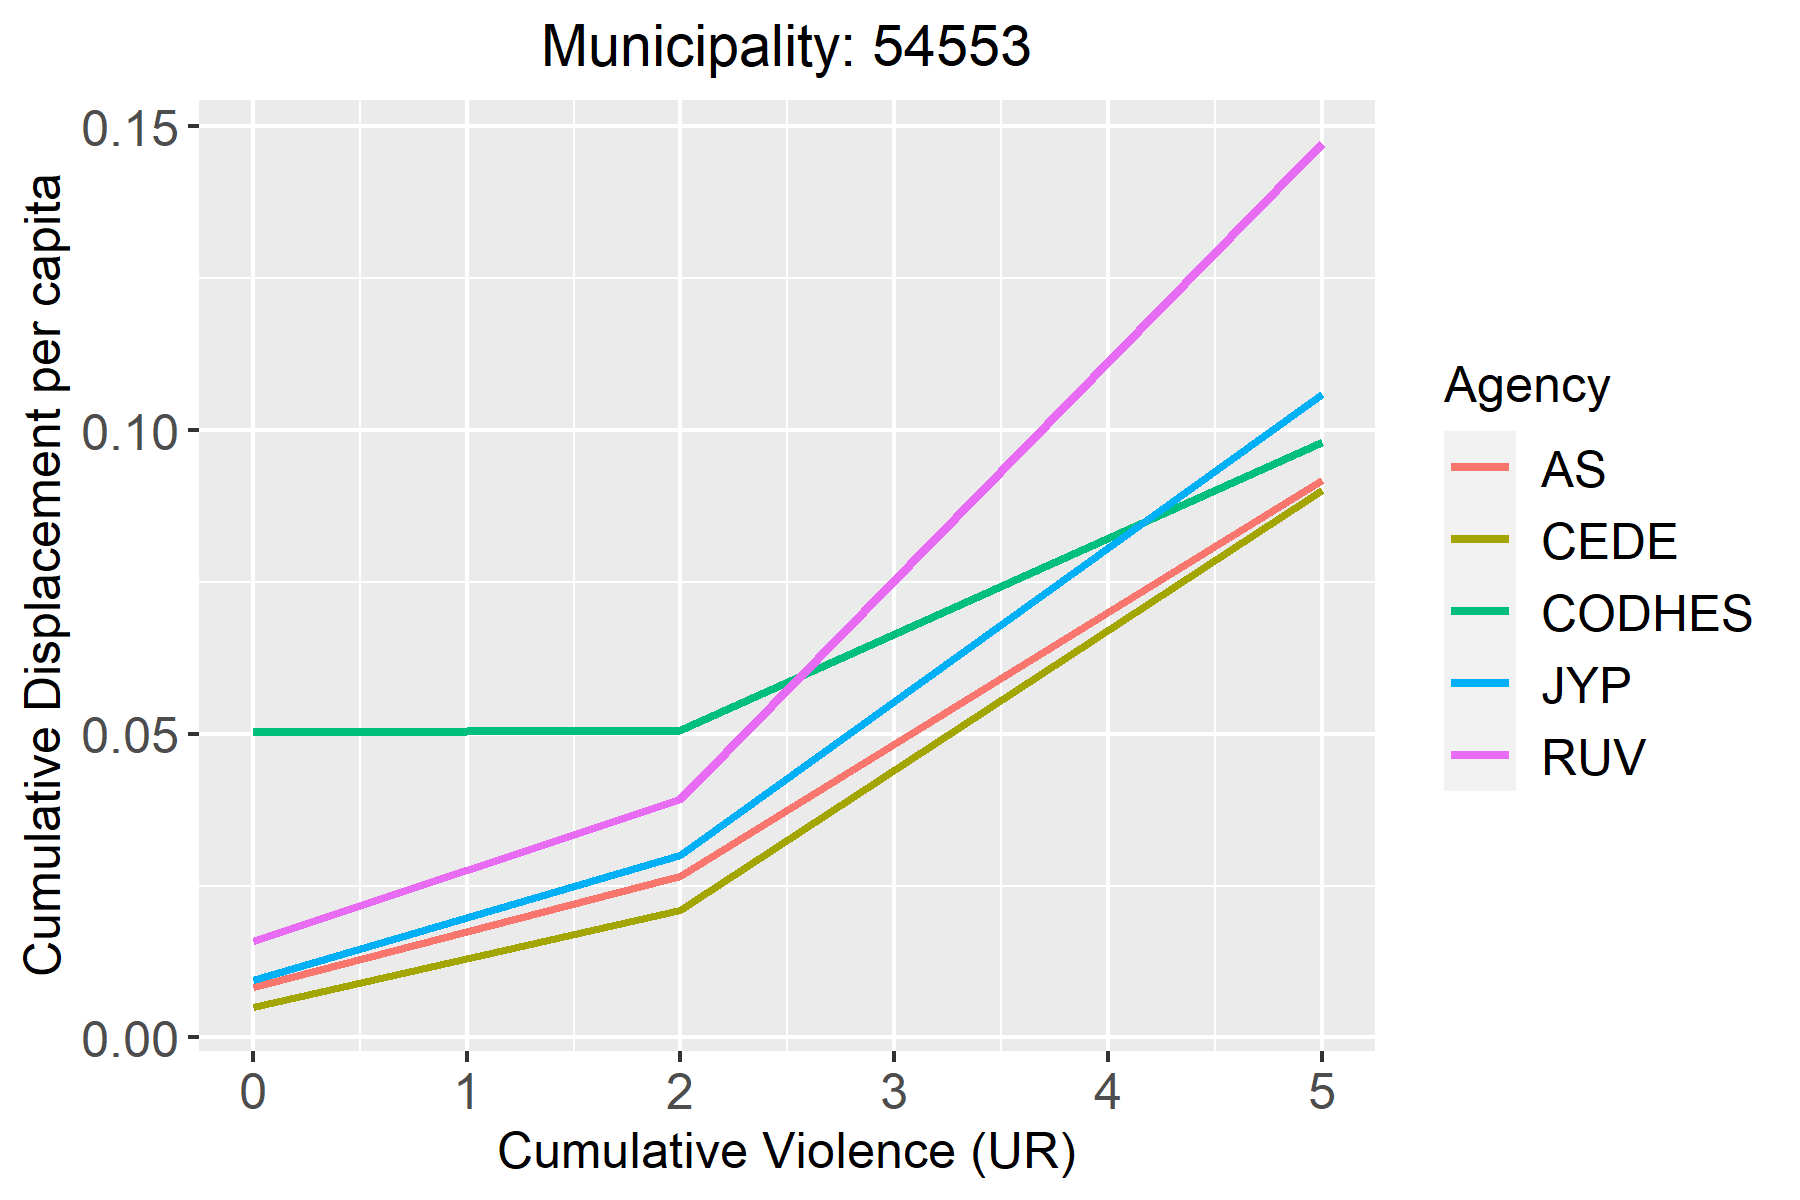 Municipality: 54553
Cumulative Displacement per capita
0.15
0.10
0.05
0.00
0 1 2 3 4 5
Cumulative Violence (UR)
Agency
AS
CEDE
CODHES
JYP
RUV